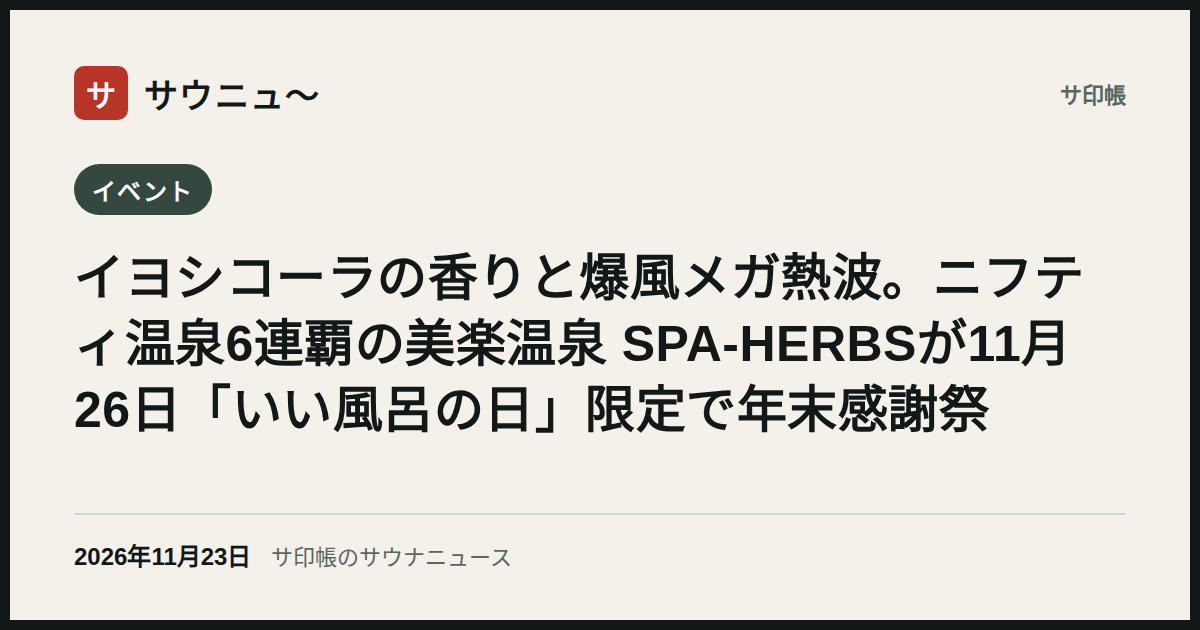 サ サウニュ〜
サ印帳
イベント
イヨシコーラの香りと爆風メガ熱波。ニフテ
ィ温泉6連覇の美楽温泉 SPA-HERBSが11月
26日「いい風呂の日」限定で年末感謝祭
2026年11月23日 サ印帳のサウナニュース